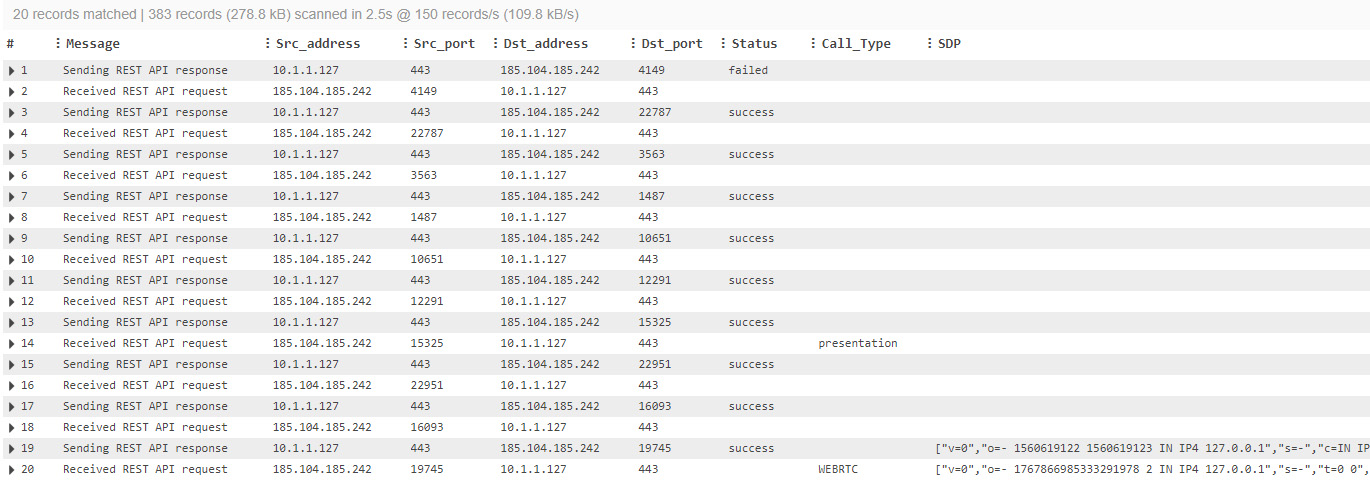 20 records matched | 383 records (278.8 kB) scanned in 2.5s @ 150 records/s (109.8 kB/s)
# Message Src_address Src_port Dst_address Dst_port Status Call_Type SDP
1 Sending REST API response 10.1.1.127 443 185.104.185.242 4149 failed
2 Received REST API request 185.104.185.242 4149 10.1.1.127 443
3 Sending REST API response 10.1.1.127 443 185.104.185.242 22787 success
4 Received REST API request 185.104.185.242 22787 10.1.1.127 443
5 Sending REST API response 10.1.1.127 443 185.104.185.242 3563 success
6 Received REST API request 185.104.185.242 3563 10.1.1.127 443
7 Sending REST API response 10.1.1.127 443 185.104.185.242 1487 success
8 Received REST API request 185.104.185.242 1487 10.1.1.127 443
9 Sending REST API response 10.1.1.127 443 185.104.185.242 10651 success
10 Received REST API request 185.104.185.242 10651 10.1.1.127 443
11 Sending REST API response 10.1.1.127 443 185.104.185.242 12291 success
12 Received REST API request 185.104.185.242 12291 10.1.1.127 443
13 Sending REST API response 10.1.1.127 443 185.104.185.242 15325 success
14 Received REST API request 185.104.185.242 15325 10.1.1.127 443 presentation
15 Sending REST API response 10.1.1.127 443 185.104.185.242 22951 success
16 Received REST API request 185.104.185.242 22951 10.1.1.127 443
17 Sending REST API response 10.1.1.127 443 185.104.185.242 16093 success
18 Received REST API request 185.104.185.242 16093 10.1.1.127 443
19 Sending REST API response 10.1.1.127 443 185.104.185.242 19745 success ["v=0","o=- 1560619122 1560619123 IN IP4 127.0.0.1","s=-","c=IN IP
20 Received REST API request 185.104.185.242 19745 10.1.1.127 443 WEBRTC ["v=0","o=- 1767866985333291978 2 IN IP4 127.0.0.1","s=-","t=0 0",